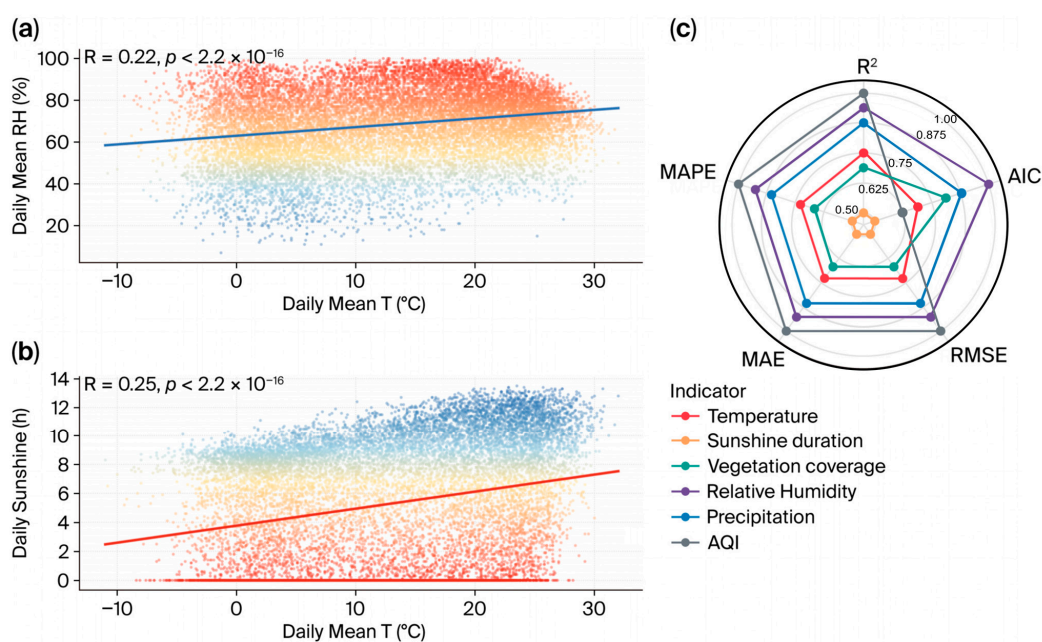 (a)
R = 0.22, p < 2.2 × 10⁻¹⁶
Daily Mean RH (%)
100
80
60
40
20
−10
0
10
20
30
Daily Mean T (°C)
(b)
R = 0.25, p < 2.2 × 10⁻¹⁶
Daily Sunshine (h)
14
12
10
8
6
4
2
0
−10
0
10
20
30
Daily Mean T (°C)
(c)
R²
1.00
0.875
0.75
0.625
0.50
MAPE
AIC
MAE
RMSE
Indicator
Temperature
Sunshine duration
Vegetation coverage
Relative Humidity
Precipitation
AQI